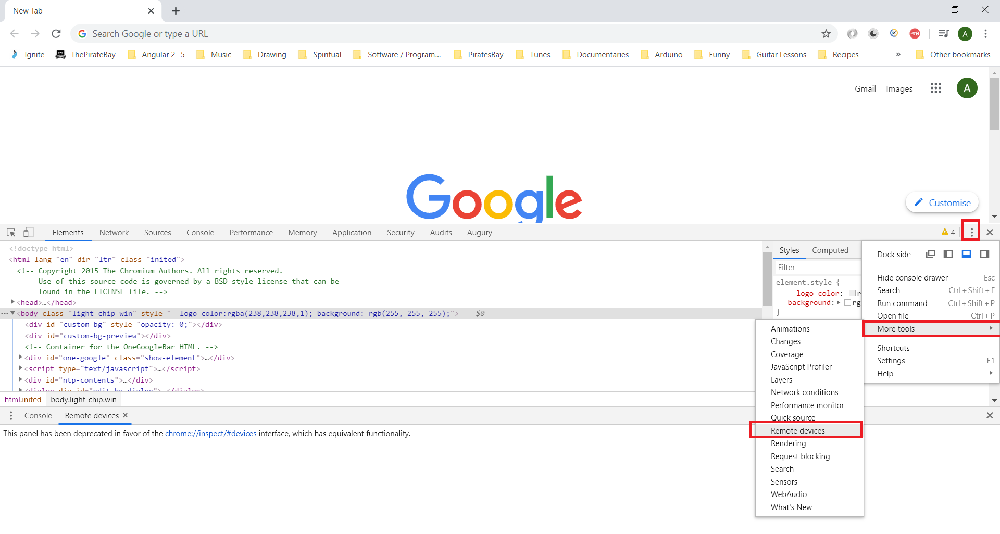 New Tab
Search Google or type a URL
A
Ignite ThePirateBay Angular 2 -5 Music Drawing Spiritual Software / Program... PiratesBay Tunes Documentaries Arduino Funny Guitar Lessons Recipes » Other bookmarks
Gmail Images A
Google
Customise
Elements Network Sources Console Performance Memory Application Security Audits Augury 4
<!doctype html>
<html lang="en" dir="ltr" class="inited">
<!-- Copyright 2015 The Chromium Authors. All rights reserved.
Use of this source code is governed by a BSD-style license that can be
found in the LICENSE file. -->
<head>…</head>
<body class="light-chip win" style="--logo-color:rgba(238,238,238,1); background: rgb(255, 255, 255);"> == $0
<div id="custom-bg" style="opacity: 0;"></div>
<div id="custom-bg-preview"></div>
<!-- Container for the OneGoogleBar HTML. -->
<div id="one-google" class="show-element">…</div>
<script type="text/javascript">…</script>
<div id="ntp-contents">…</div>
<dialog div id="edit-bg-dialog">…</dialog>
html.inited body.light-chip.win
Styles Computed
Filter
element.style {
--logo-color: r
background: rg
}
Dock side
Hide console drawer Esc
Search Ctrl + Shift + F
Run command Ctrl + Shift + P
Open file Ctrl + P
More tools
Shortcuts
Settings F1
Help
Animations
Changes
Coverage
JavaScript Profiler
Layers
Network conditions
Performance monitor
Quick source
Remote devices
Rendering
Request blocking
Search
Sensors
WebAudio
What's New
Console Remote devices
This panel has been deprecated in favor of the chrome://inspect/#devices interface, which has equivalent functionality.